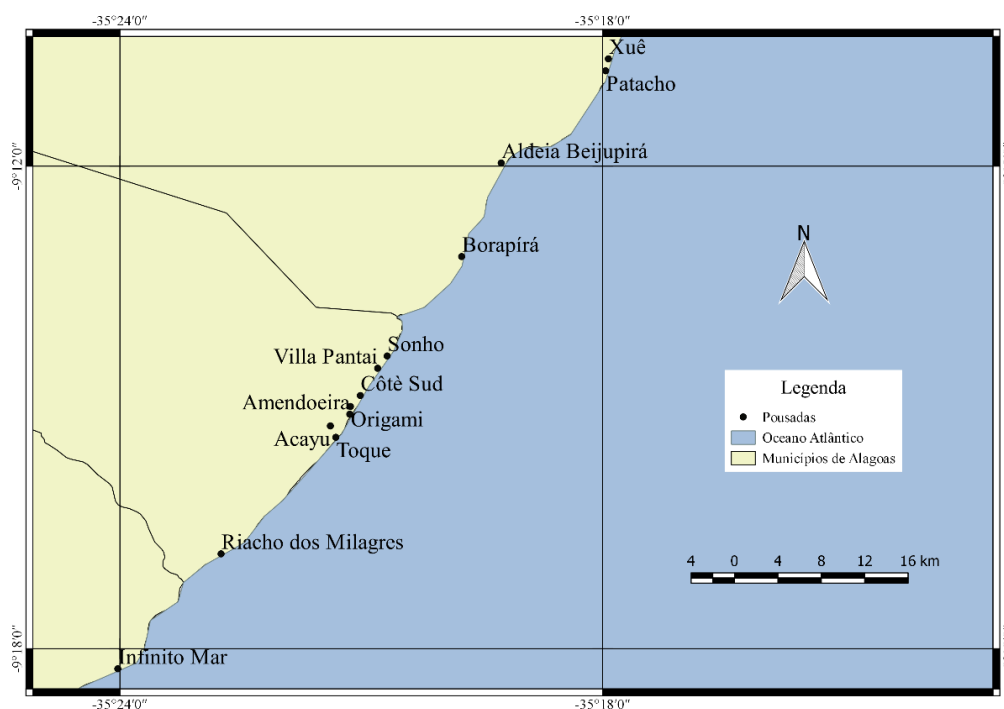 -35°24'0"
-35°18'0"
Xuê
Patacho
-9°12'0"
Aldeia Beijupirá
N
Borapírá
Sonho
Villa Pantai
Côtè Sud
Amendoeira
Origami
Acayu
Toque
Legenda
Pousadas
Oceano Atlântico
Municipios de Alagoas
Riacho dos Milagres
4 0 4 8 12 16 km
-9°18'0"
Infinito Mar
-35°24'0"
-35°18'0"